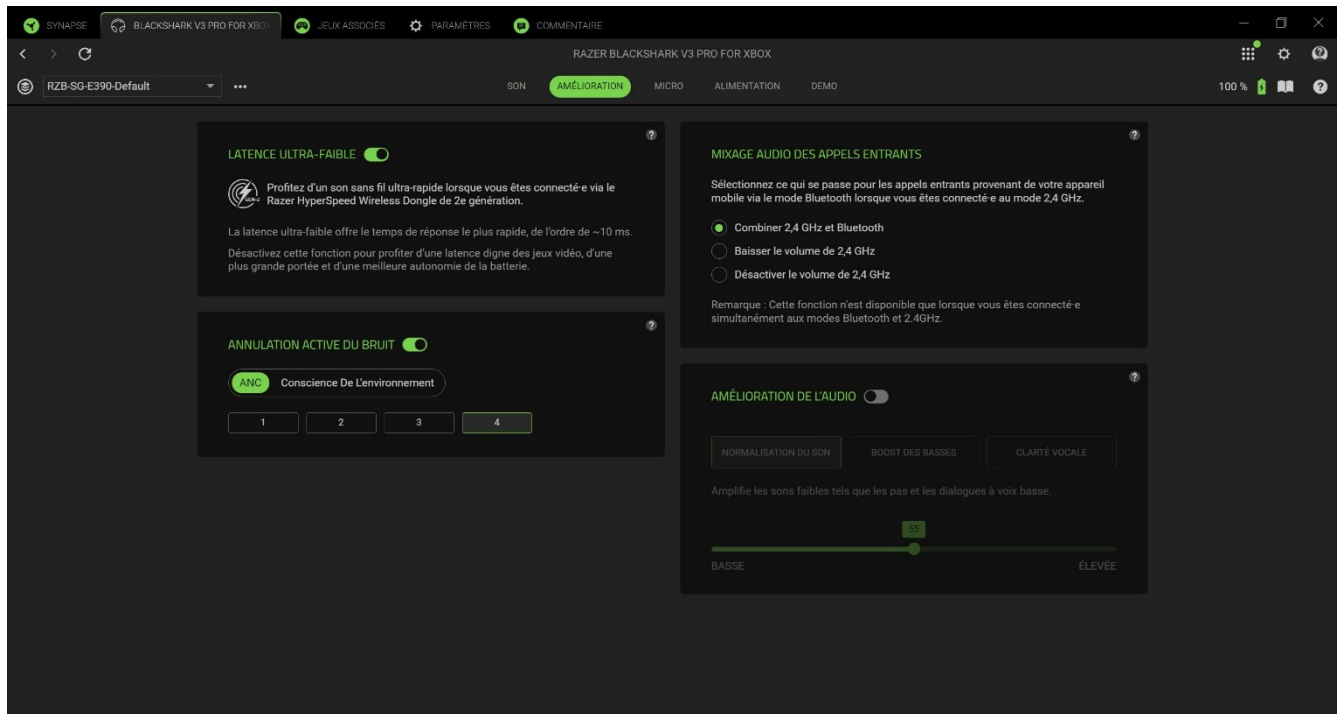 SYNAPSE
BLACKSHARK V3 PRO FOR XBO
JEUX ASSOCIÉS
PARAMÈTRES
COMMENTAIRE
RAZER BLACKSHARK V3 PRO FOR XBOX
RZB-SG-E390-Default
SON
AMÉLIORATION
MICRO
ALIMENTATION
DEMO
100 %
LATENCE ULTRA-FAIBLE
Profitez d'un son sans fil ultra-rapide lorsque vous êtes connecté·e via le
Razer HyperSpeed Wireless Dongle de 2e génération.
La latence ultra-faible offre le temps de réponse le plus rapide, de l'ordre de ~10 ms.
Désactivez cette fonction pour profiter d'une latence digne des jeux vidéo, d'une
plus grande portée et d'une meilleure autonomie de la batterie.
ANNULATION ACTIVE DU BRUIT
ANC
Conscience De L'environnement
1
2
3
4
MIXAGE AUDIO DES APPELS ENTRANTS
Sélectionnez ce qui se passe pour les appels entrants provenant de votre appareil
mobile via le mode Bluetooth lorsque vous êtes connecté·e au mode 2,4 GHz.
Combiner 2,4 GHz et Bluetooth
Baisser le volume de 2,4 GHz
Désactiver le volume de 2,4 GHz
Remarque : Cette fonction n'est disponible que lorsque vous êtes connecté·e
simultanément aux modes Bluetooth et 2.4GHz.
AMÉLIORATION DE L'AUDIO
NORMALISATION DU SON
BOOST DES BASSES
CLARTÉ VOCALE
Amplifie les sons faibles tels que les pas et les dialogues à voix basse.
55
BASSE
ÉLEVÉE